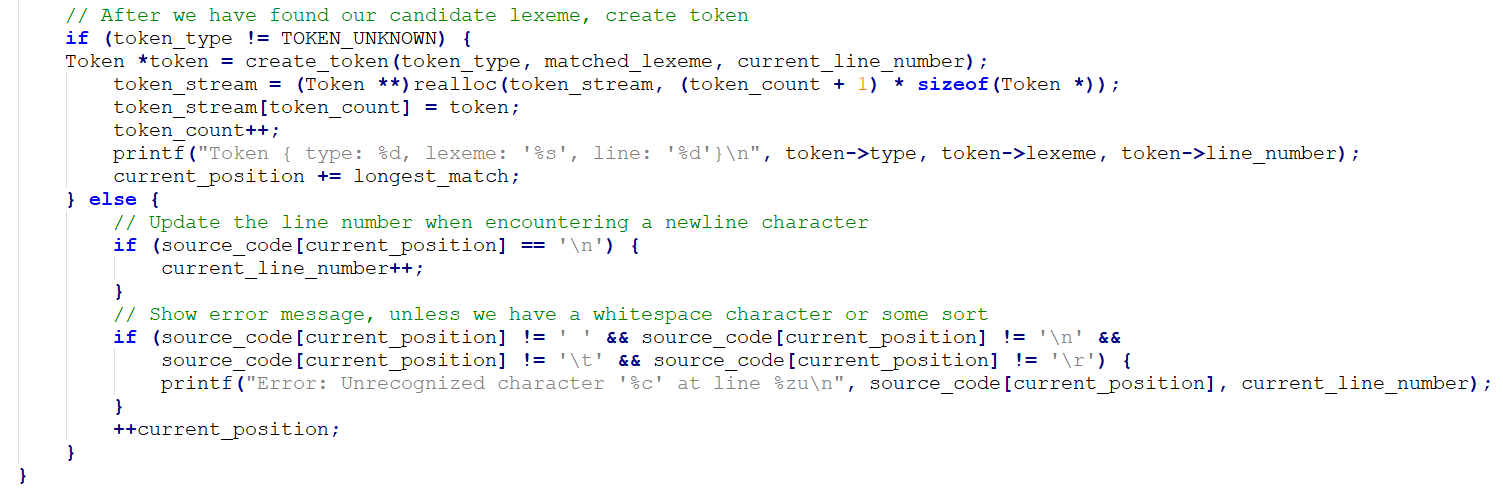 // After we have found our candidate lexeme, create token
if (token_type != TOKEN_UNKNOWN) {
Token *token = create_token(token_type, matched_lexeme, current_line_number);
token_stream = (Token **)realloc(token_stream, (token_count + 1) * sizeof(Token *));
token_stream[token_count] = token;
token_count++;
printf("Token { type: %d, lexeme: '%s', line: '%d'}\n", token->type, token->lexeme, token->line_number);
current_position += longest_match;
} else {
// Update the line number when encountering a newline character
if (source_code[current_position] == '\n') {
current_line_number++;
}
// Show error message, unless we have a whitespace character or some sort
if (source_code[current_position] != ' ' && source_code[current_position] != '\n' &&
source_code[current_position] != '\t' && source_code[current_position] != '\r') {
printf("Error: Unrecognized character '%c' at line %zu\n", source_code[current_position], current_line_number);
}
++current_position;
}
}